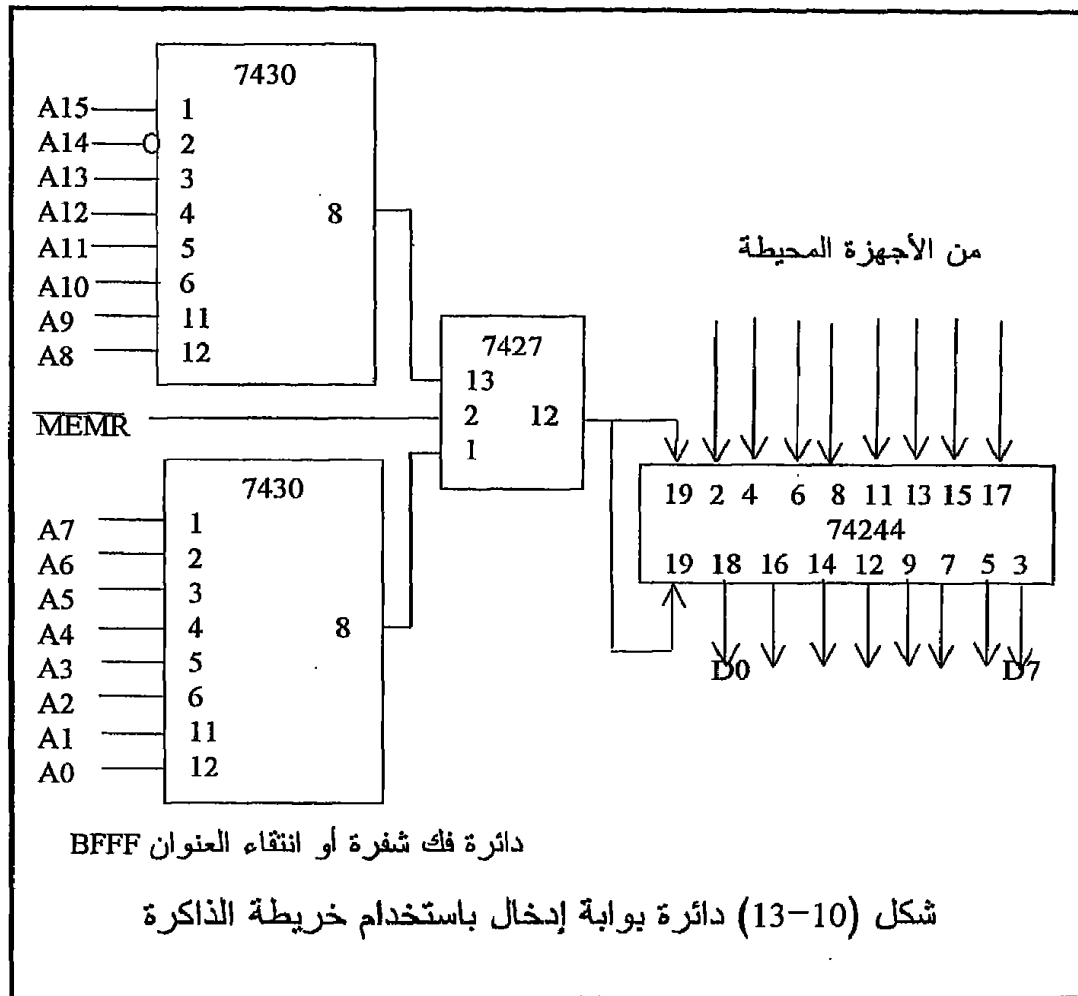 7430
A15 1
A14 2
A13 3
A12 4 8
A11 5
A10 6
A9 11
A8 12
من الأجهزة المحيطة
7427
13
MEMR 2 12
1
7430
A7 1
A6 2
A5 3
A4 4 8
A3 5
A2 6
A1 11
A0 12
19 2 4 6 8 11 13 15 17
74244
19 18 16 14 12 9 7 5 3
D0 D7
دائرة فك شفرة أو انتقاء العنوان BFFF
شكل (10-13) دائرة بوابة إدخال باستخدام خريطة الذاكرة